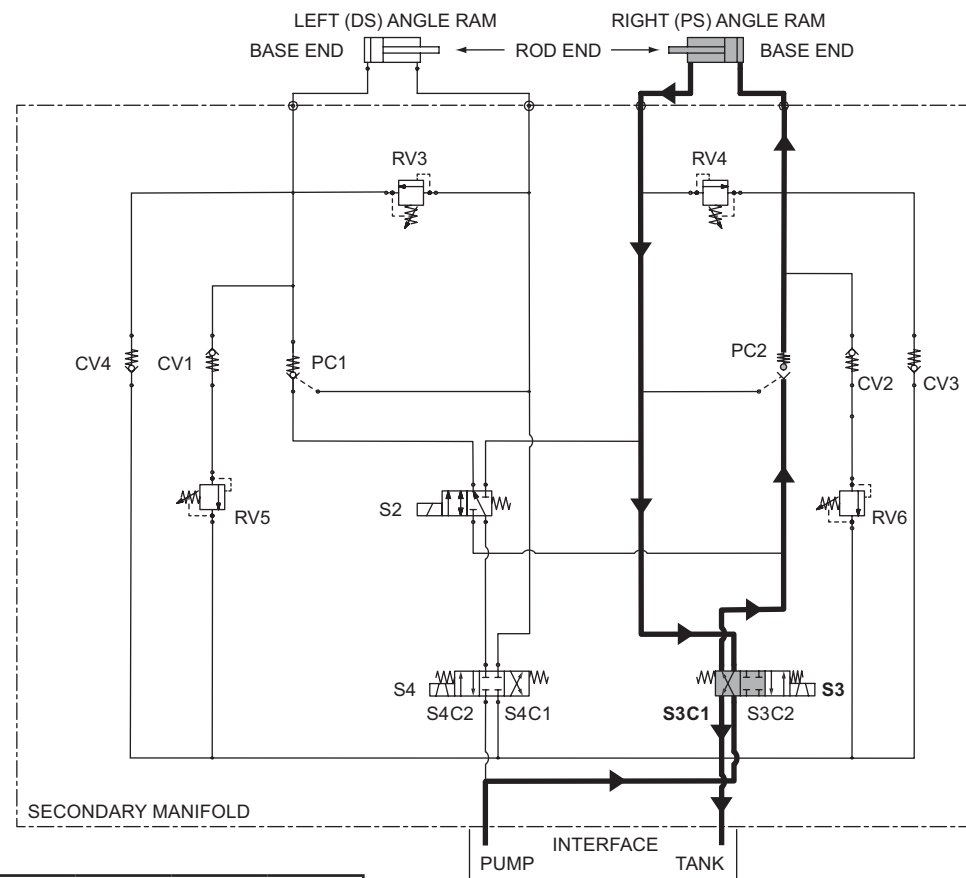 LEFT (DS) ANGLE RAM
RIGHT (PS) ANGLE RAM
BASE END
ROD END
BASE END
RV3
RV4
CV4
CV1
PC1
PC2
CV2
CV3
S2
RV5
RV6
S4
S4C2
S4C1
S3C1
S3C2
S3
SECONDARY MANIFOLD
INTERFACE
PUMP
TANK